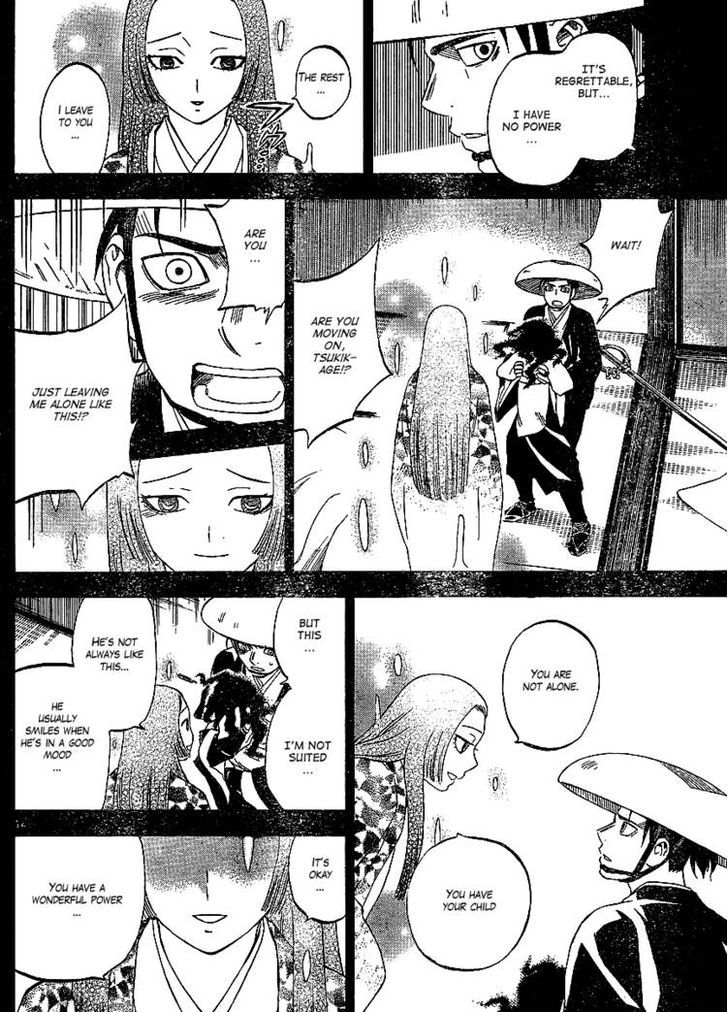 IT'S
REGRETTABLE,
BUT...
I HAVE
NO POWER
...
THE REST
...
I LEAVE
TO YOU
...
WAIT!
ARE YOU
MOVING
ON,
TSUKIK-
AGE!?
ARE
YOU
...
JUST LEAVING
ME ALONE LIKE
THIS!?
YOU ARE
NOT ALONE.
YOU HAVE
YOUR CHILD
BUT
THIS
...
I'M NOT
SUITED
...
HE'S NOT
ALWAYS LIKE
THIS...
HE
USUALLY
SMILES WHEN
HE'S IN A GOOD
MOOD
...
IT'S
OKAY
...
YOU HAVE A
WONDERFUL POWER
...